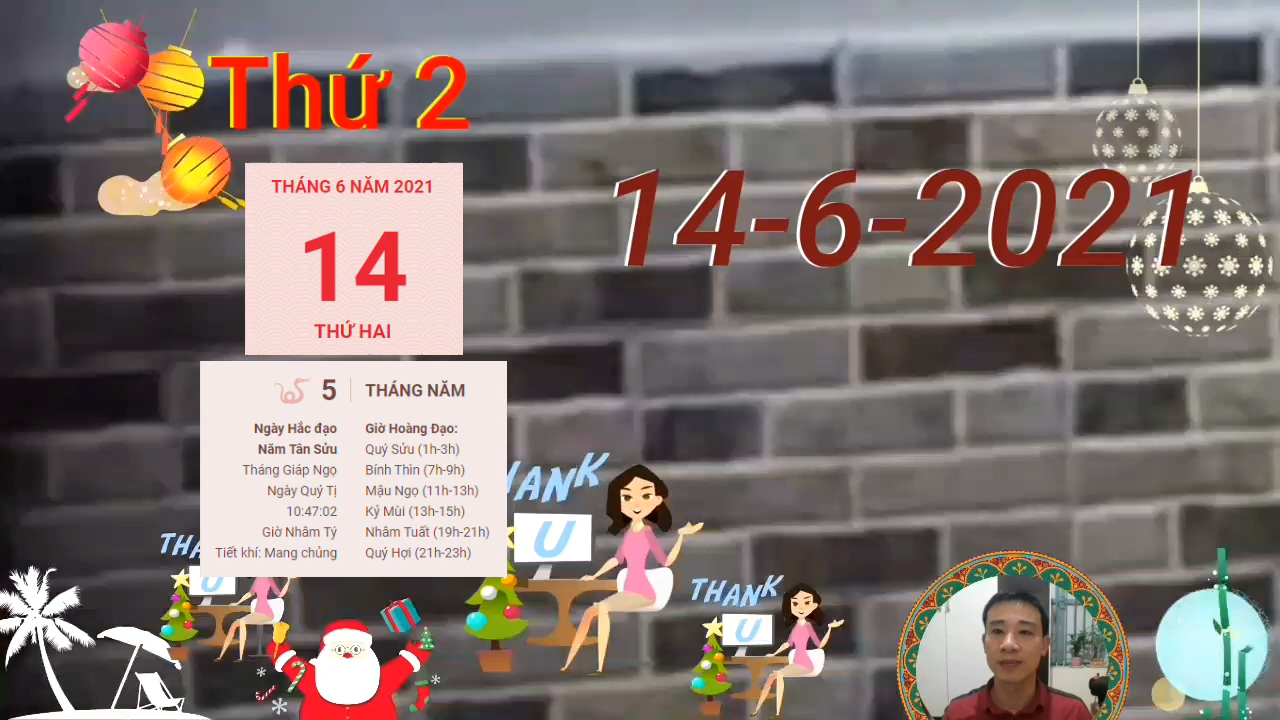 Thứ 2
THÁNG 6 NĂM 2021
14
THỨ HAI
14-6-2021
5 THÁNG NĂM
Ngày Hắc đạo
Năm Tân Sửu
Tháng Giáp Ngọ
Ngày Quý Tị
10:47:02
Giờ Nhâm Tý
Tiết khí: Mang chủng
Giờ Hoàng Đạo:
Quý Sửu (1h-3h)
Bính Thìn (7h-9h)
Mậu Ngọ (11h-13h)
Kỷ Mùi (13h-15h)
Nhâm Tuất (19h-21h)
Quý Hợi (21h-23h)
HANK
U
TH
U
THANK
U